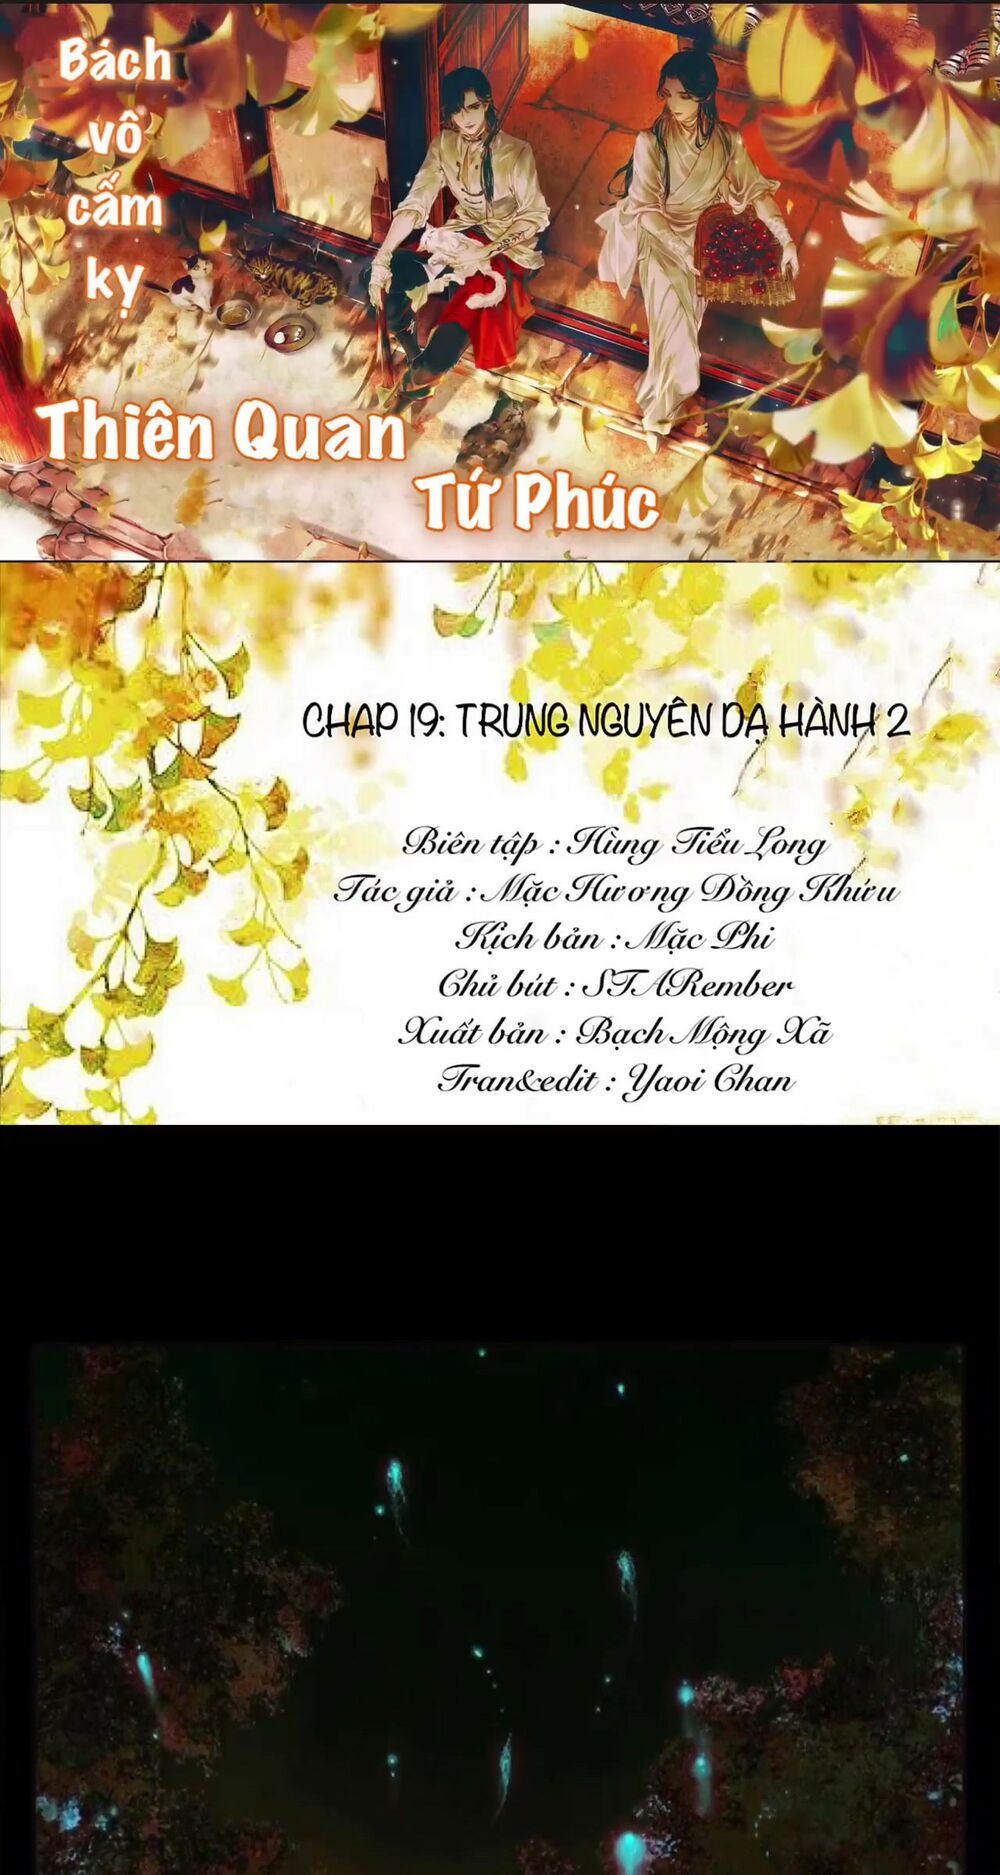 Bách
vô
cấm
kỵ
Thiên Quan
Tứ Phúc
CHAP 19: TRUNG NGUYÊN DẠ HÀNH 2
Biên tập : Hùng Tiểu Long
Tác giả : Mặc Hương Đồng Khứu
Kịch bản : Mặc Phi
Chủ bút : STARember
Xuất bản : Bạch Mộng Xã
Tran&edit : Yaoi Chan